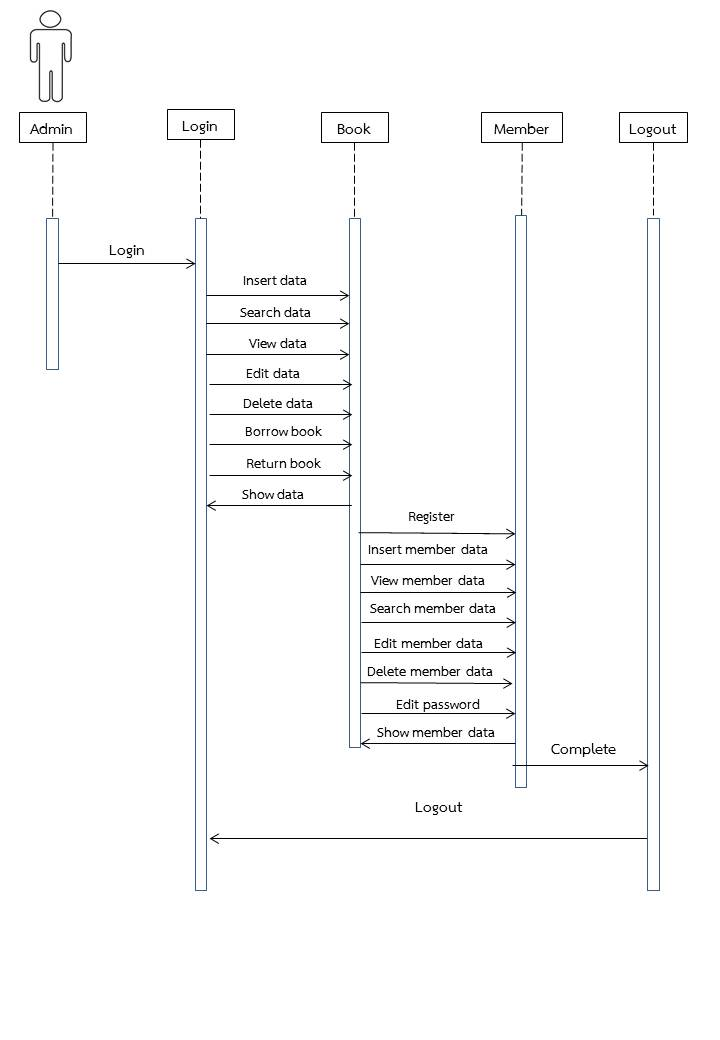 Admin
Login
Book
Member
Logout
Login
Insert data
Search data
View data
Edit data
Delete data
Borrow book
Return book
Show data
Register
Insert member data
View member data
Search member data
Edit member data
Delete member data
Edit password
Show member data
Complete
Logout